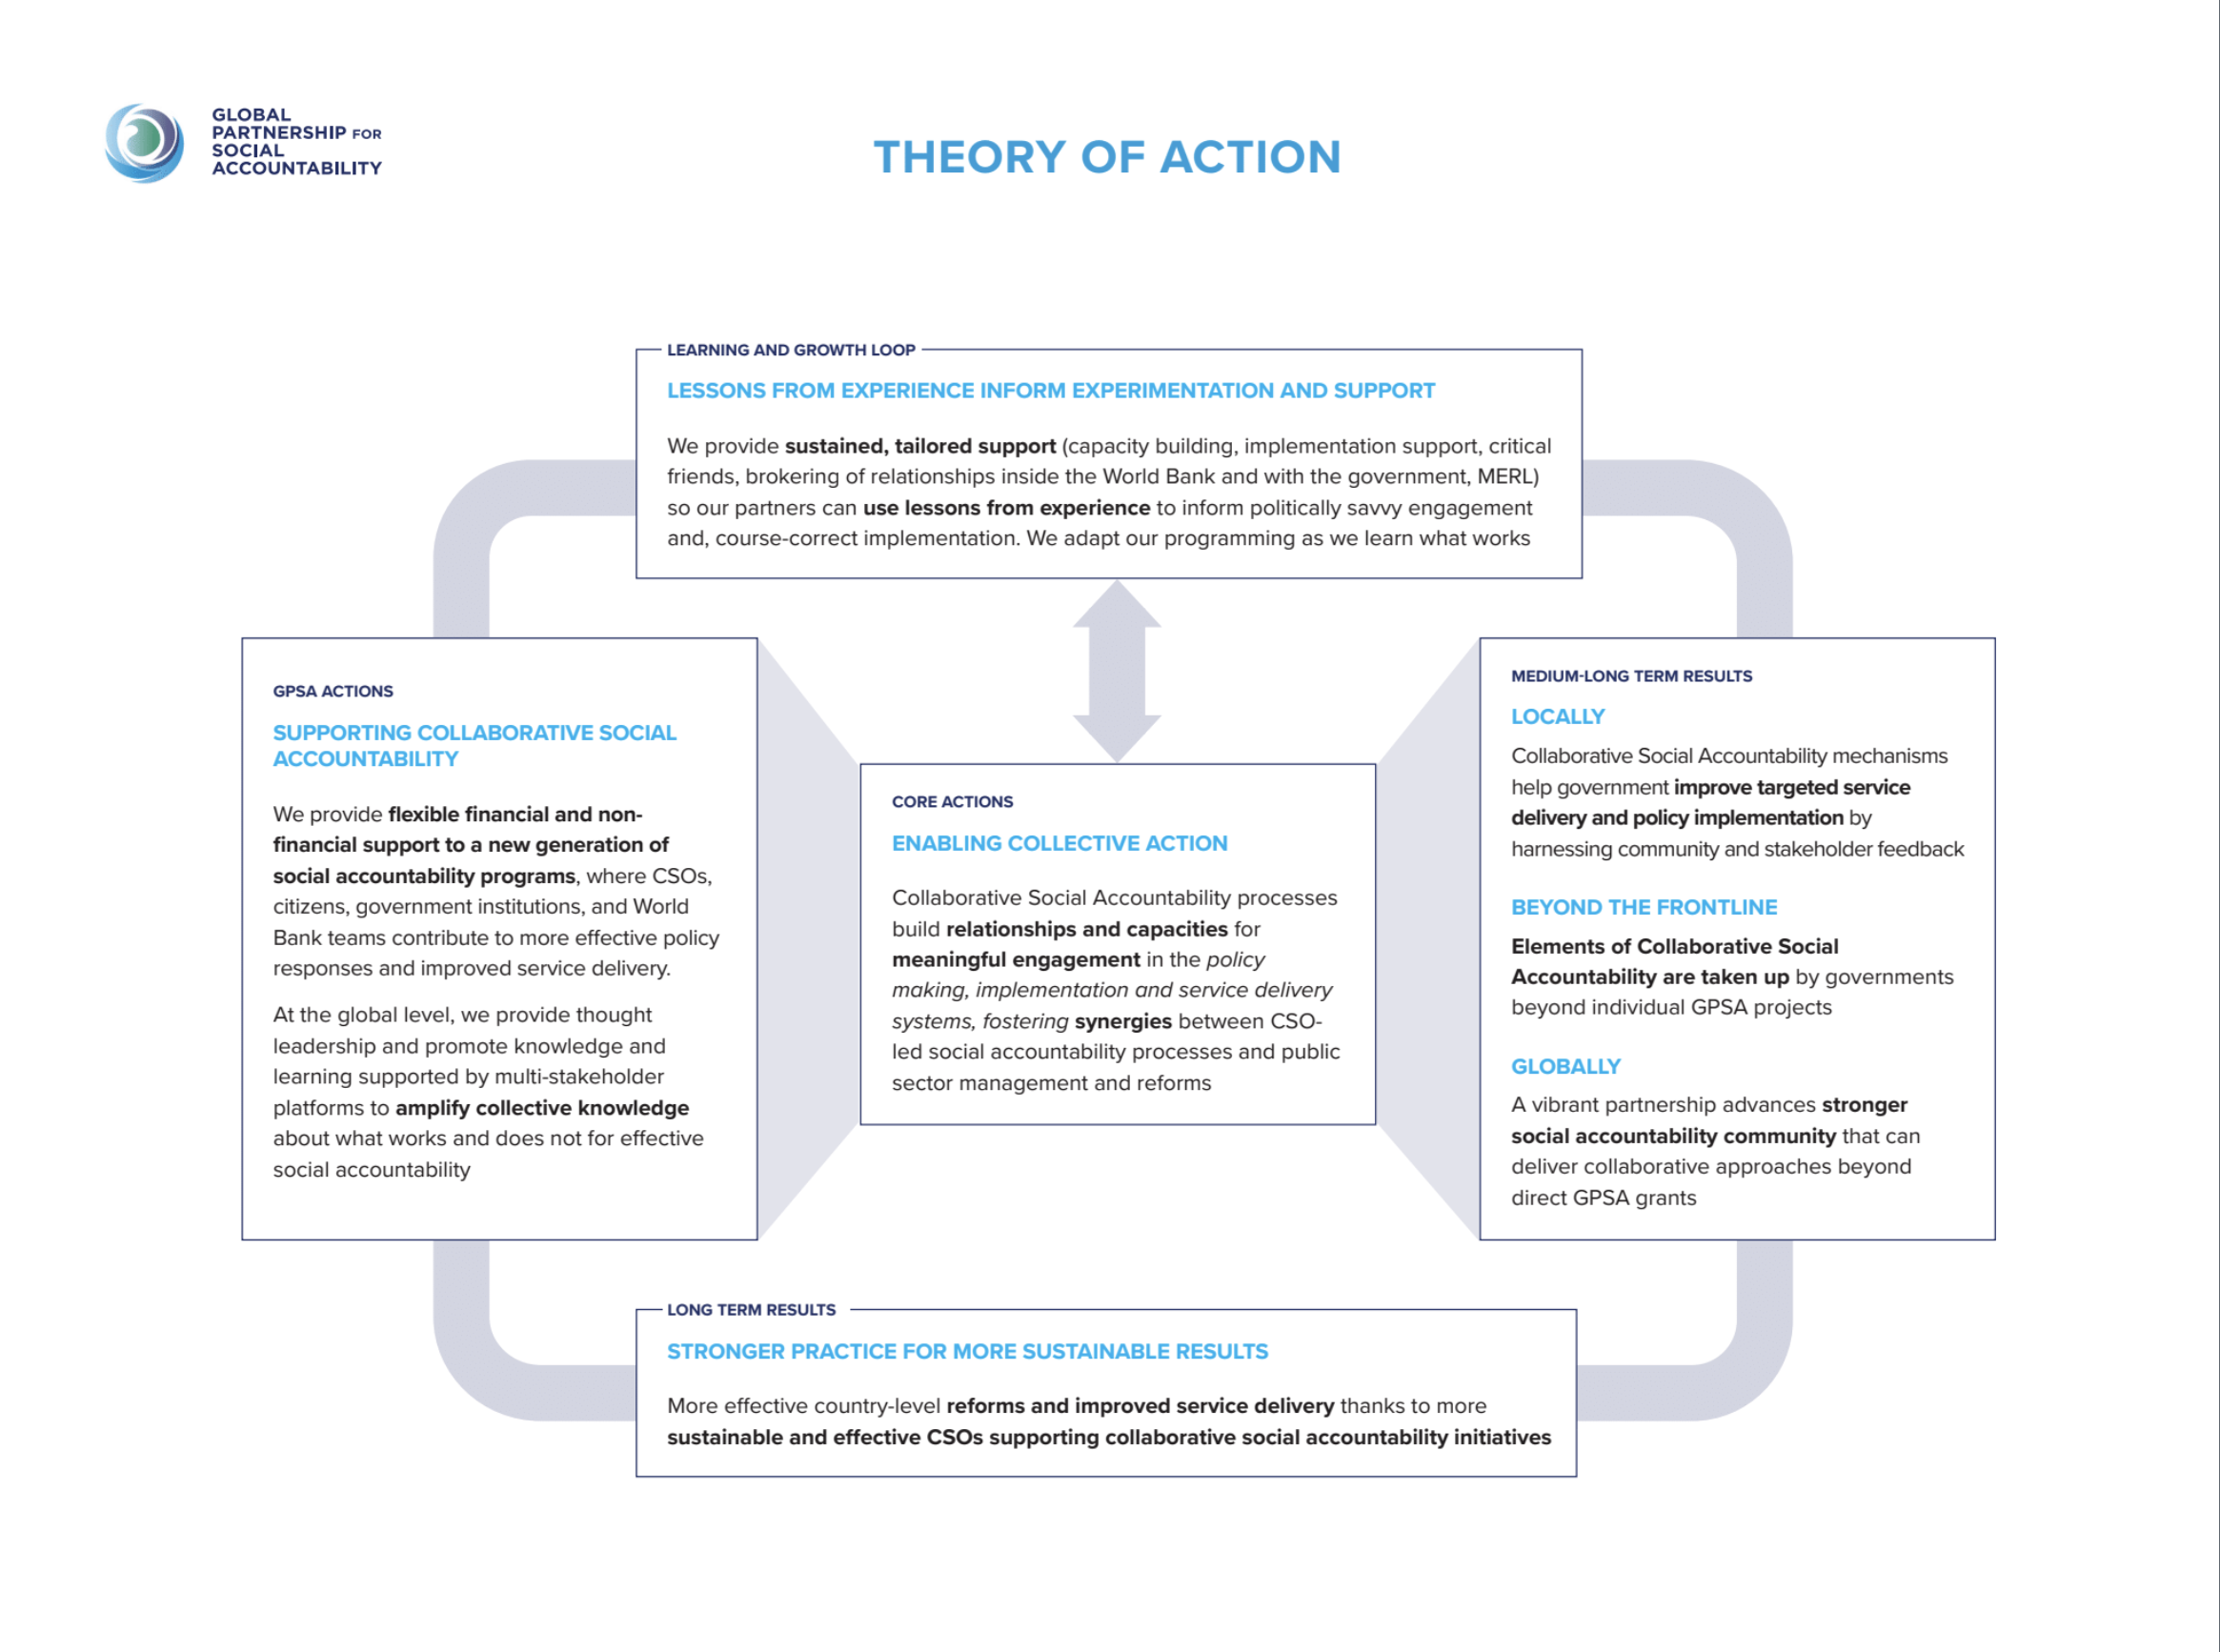 GLOBAL
PARTNERSHIP FOR
SOCIAL
ACCOUNTABILITY
THEORY OF ACTION
LEARNING AND GROWTH LOOP
LESSONS FROM EXPERIENCE INFORM EXPERIMENTATION AND SUPPORT
We provide sustained, tailored support (capacity building, implementation support, critical
friends, brokering of relationships inside the World Bank and with the government, MERL)
so our partners can use lessons from experience to inform politically savvy engagement
and, course-correct implementation. We adapt our programming as we learn what works
GPSA ACTIONS
SUPPORTING COLLABORATIVE SOCIAL
ACCOUNTABILITY
We provide flexible financial and non-
financial support to a new generation of
social accountability programs, where CSOs,
citizens, government institutions, and World
Bank teams contribute to more effective policy
responses and improved service delivery.
At the global level, we provide thought
leadership and promote knowledge and
learning supported by multi-stakeholder
platforms to amplify collective knowledge
about what works and does not for effective
social accountability
CORE ACTIONS
ENABLING COLLECTIVE ACTION
Collaborative Social Accountability processes
build relationships and capacities for
meaningful engagement in the policy
making, implementation and service delivery
systems, fostering synergies between CSO-
led social accountability processes and public
sector management and reforms
MEDIUM-LONG TERM RESULTS
LOCALLY
Collaborative Social Accountability mechanisms
help government improve targeted service
delivery and policy implementation by
harnessing community and stakeholder feedback
BEYOND THE FRONTLINE
Elements of Collaborative Social
Accountability are taken up by governments
beyond individual GPSA projects
GLOBALLY
A vibrant partnership advances stronger
social accountability community that can
deliver collaborative approaches beyond
direct GPSA grants
LONG TERM RESULTS
STRONGER PRACTICE FOR MORE SUSTAINABLE RESULTS
More effective country-level reforms and improved service delivery thanks to more
sustainable and effective CSOs supporting collaborative social accountability initiatives